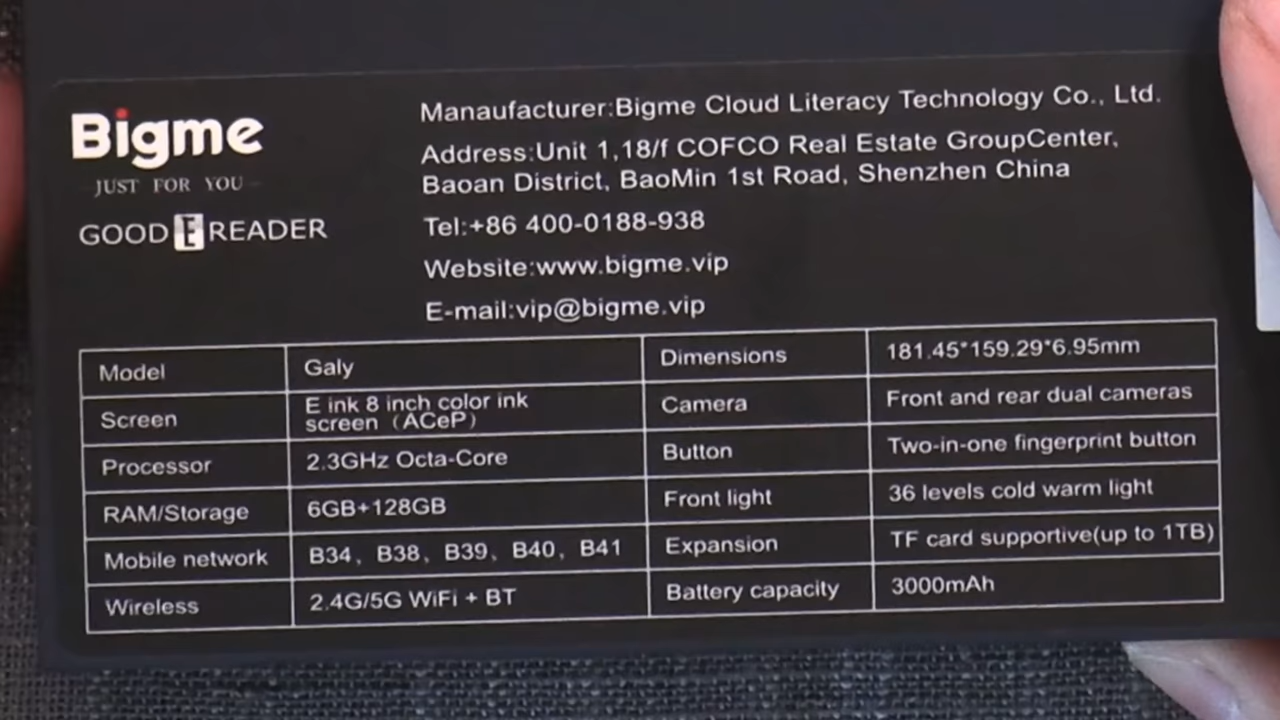 Bigme
JUST FOR YOU
GOOD E READER
Manaufacturer:Bigme Cloud Literacy Technology Co., Ltd.
Address:Unit 1,18/f COFCO Real Estate GroupCenter,
Baoan District, BaoMin 1st Road, Shenzhen China
Tel:+86 400-0188-938
Website:www.bigme.vip
E-mail:vip@bigme.vip
Model Galy Dimensions 181.45*159.29*6.95mm
Screen E ink 8 inch color ink
screen（ACeP） Camera Front and rear dual cameras
Processor 2.3GHz Octa-Core Button Two-in-one fingerprint button
RAM/Storage 6GB+128GB Front light 36 levels cold warm light
Mobile network B34、B38、B39、B40、B41 Expansion TF card supportive(up to 1TB)
Wireless 2.4G/5G WiFi + BT Battery capacity 3000mAh